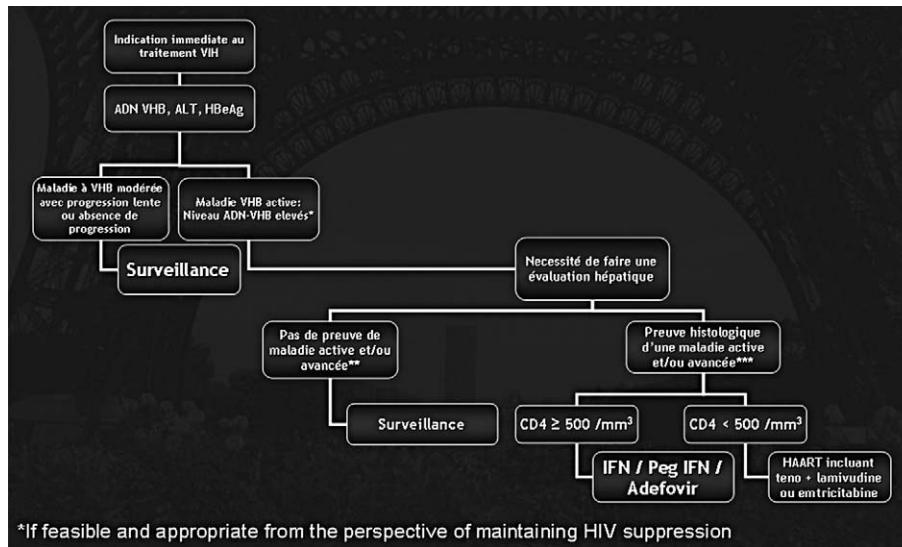 Indication immediate au
traitement VIH
ADN VHB, ALT, HBeAg
Maladie à VHB modérée
avec progression lente
ou absence de
progression
Maladie VHB active:
Niveau ADN-VHB elevés*
Surveillance
Necessité de faire une
évaluation hépatique
Pas de preuve de
maladie active et/ou
avancée**
Preuve histologique
d'une maladie active
et/ou avancée***
Surveillance
CD4 ≥ 500 /mm³
CD4 < 500 /mm³
IFN / Peg IFN /
Adefovir
HAART incluant
teno + lamivudine
ou emtricitabine
*If feasible and appropriate from the perspective of maintaining HIV suppression